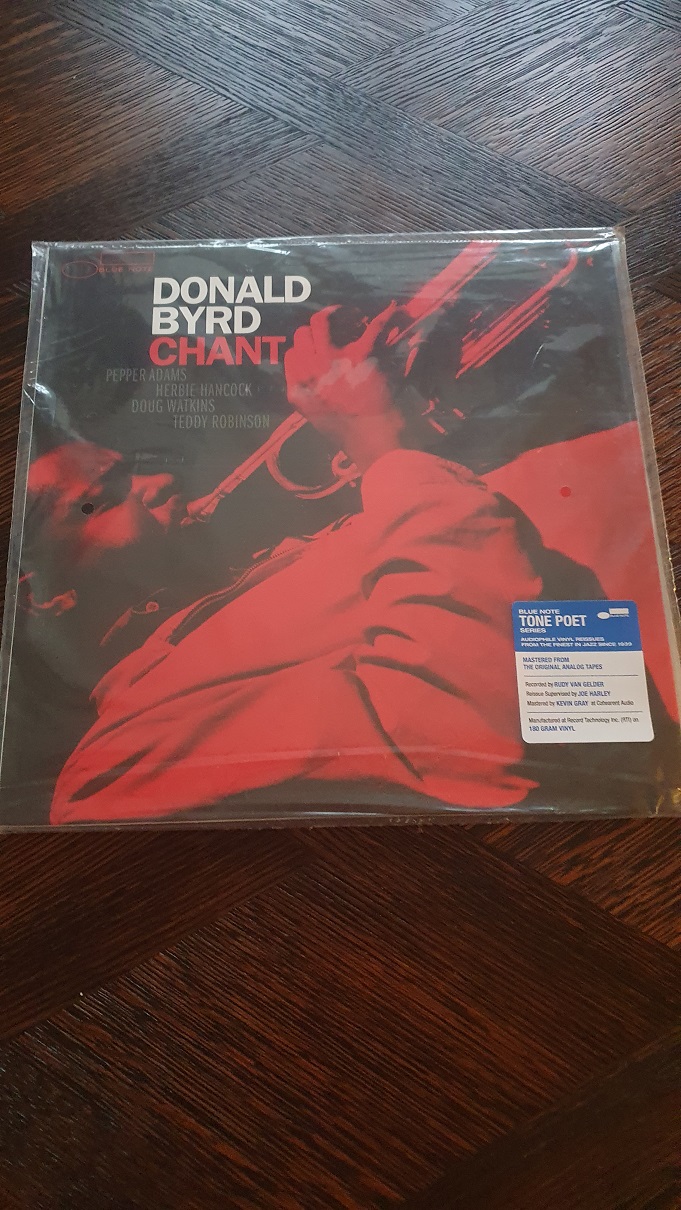 BLUE NOTE
DONALD
BYRD
CHANT
PEPPER ADAMS
HERBIE HANCOCK
DOUG WATKINS
TEDDY ROBINSON
BLUE NOTE
TONE POET
SERIES
BLUE NOTE
AUDIOPHILE VINYL REISSUES
FROM THE FINEST IN JAZZ SINCE 1939
MASTERED FROM
THE ORIGINAL ANALOG TAPES
Recorded by RUDY VAN GELDER
Reissue Supervised by JOE HARLEY
Mastered by KEVIN GRAY at Cohearent Audio
Manufactured at Record Technology Inc. (RTI) on
180 GRAM VINYL